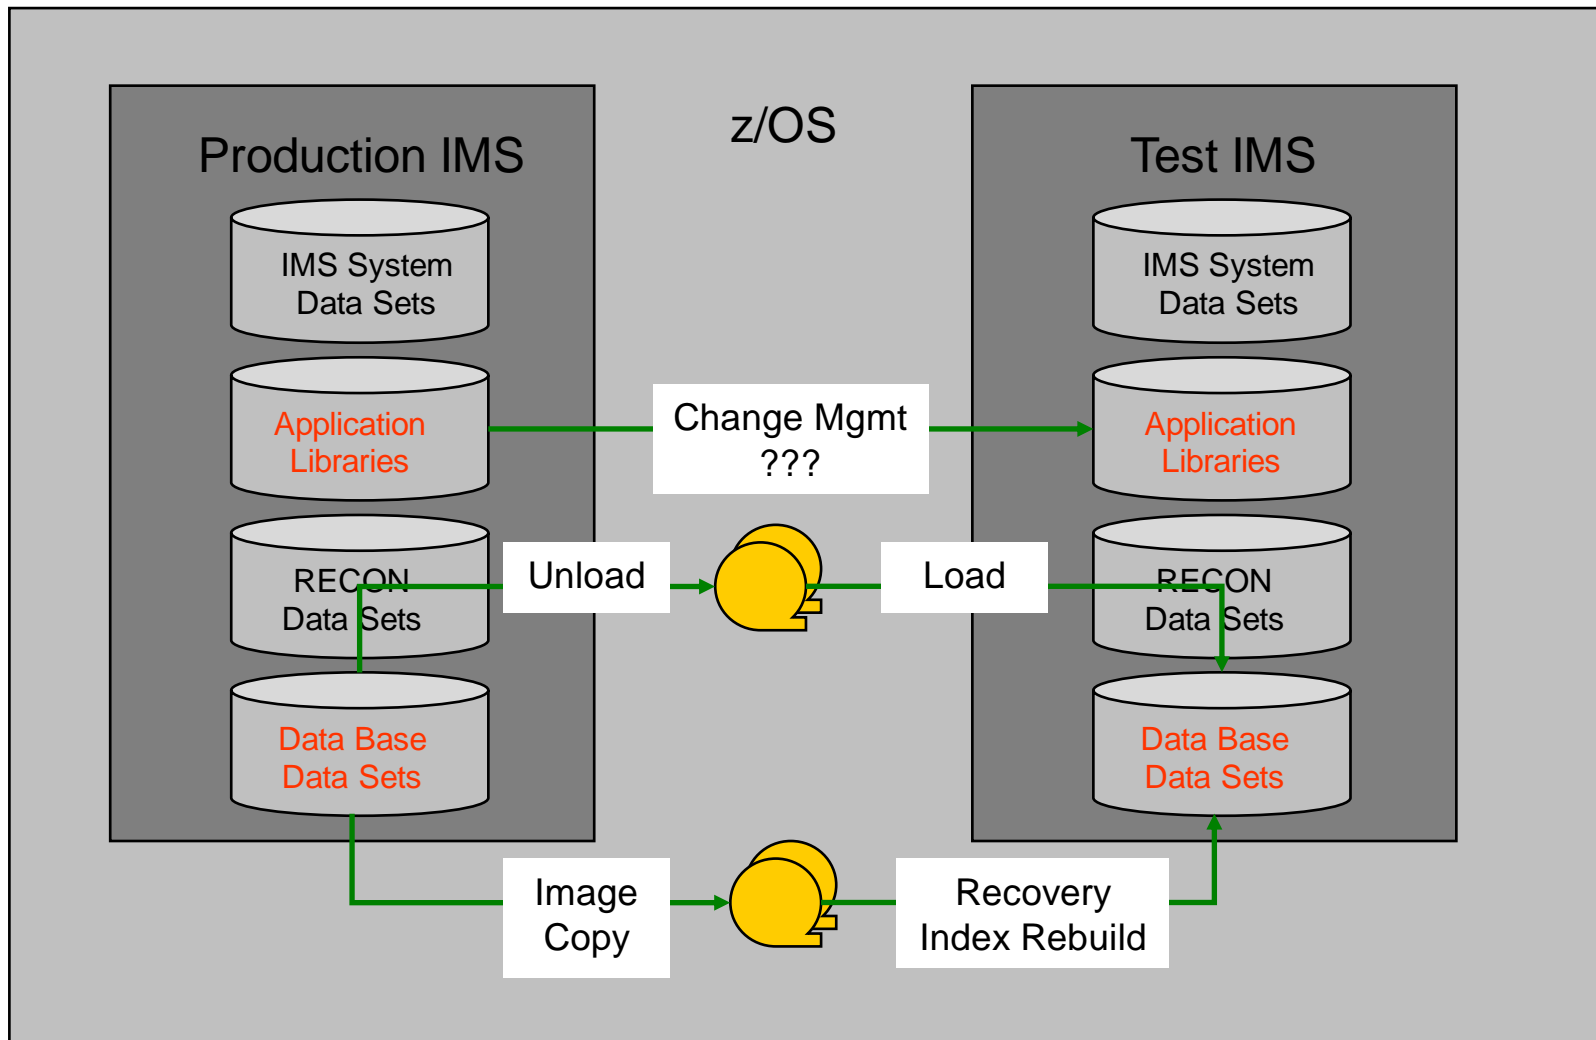 z/OS
Production IMS
IMS System
Data Sets
Application
Libraries
RECON
Data Sets
Data Base
Data Sets
Change Mgmt
???
Unload
Load
Image
Copy
Recovery
Index Rebuild
Test IMS
IMS System
Data Sets
Application
Libraries
RECON
Data Sets
Data Base
Data Sets